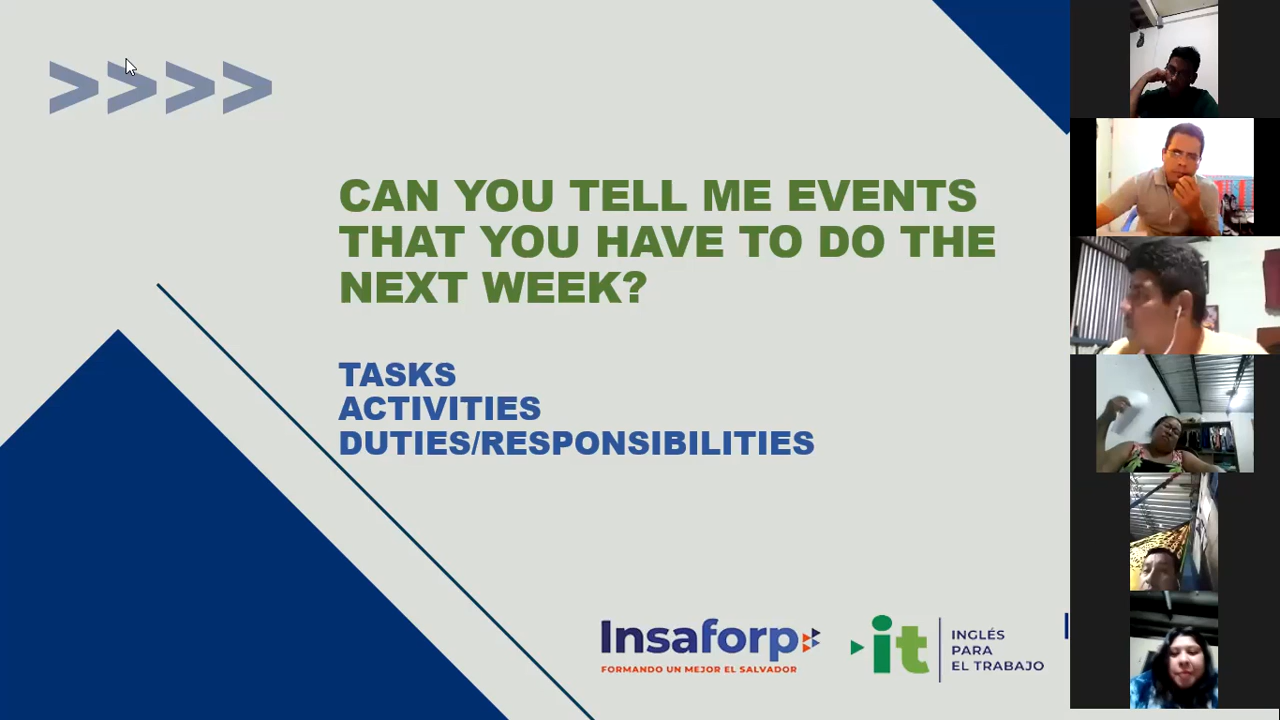 >>>>
CAN YOU TELL ME EVENTS
THAT YOU HAVE TO DO THE
NEXT WEEK?
TASKS
ACTIVITIES
DUTIES/RESPONSIBILITIES
Insaforp
FORMANDO UN MEJOR EL SALVADOR
it
INGLÉS
PARA
EL TRABAJO